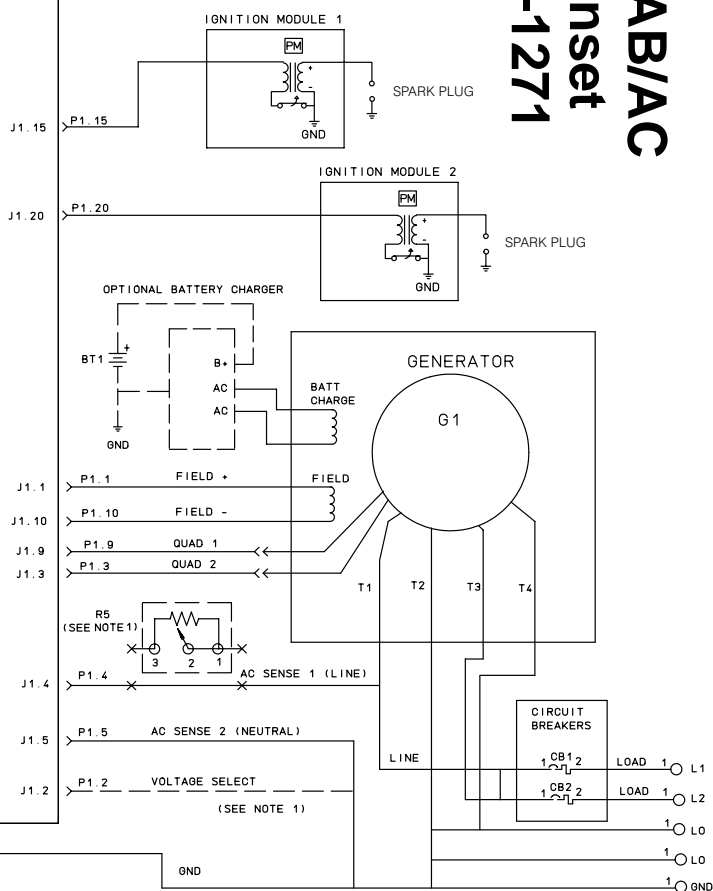 AB/AC
nset
-1271
IGNITION MODULE 1
PM
+
-
SPARK PLUG
J1.15
P1.15
GND
IGNITION MODULE 2
PM
+
-
SPARK PLUG
J1.20
P1.20
GND
OPTIONAL BATTERY CHARGER
BT1
+
B+
AC
AC
GND
GENERATOR
G1
BATT
CHARGE
J1.1
P1.1
FIELD +
FIELD
J1.10
P1.10
FIELD -
J1.9
P1.9
QUAD 1
J1.3
P1.3
QUAD 2
T1
T2
T3
T4
R5
(SEE NOTE1)
3
2
1
J1.4
P1.4
AC SENSE 1 (LINE)
J1.5
P1.5
AC SENSE 2 (NEUTRAL)
J1.2
P1.2
VOLTAGE SELECT
(SEE NOTE 1)
LINE
CIRCUIT
BREAKERS
1 CB1 2
LOAD 1
L1
1 CB2 2
LOAD 1
L2
1
LO
1
LO
GND
1
GND